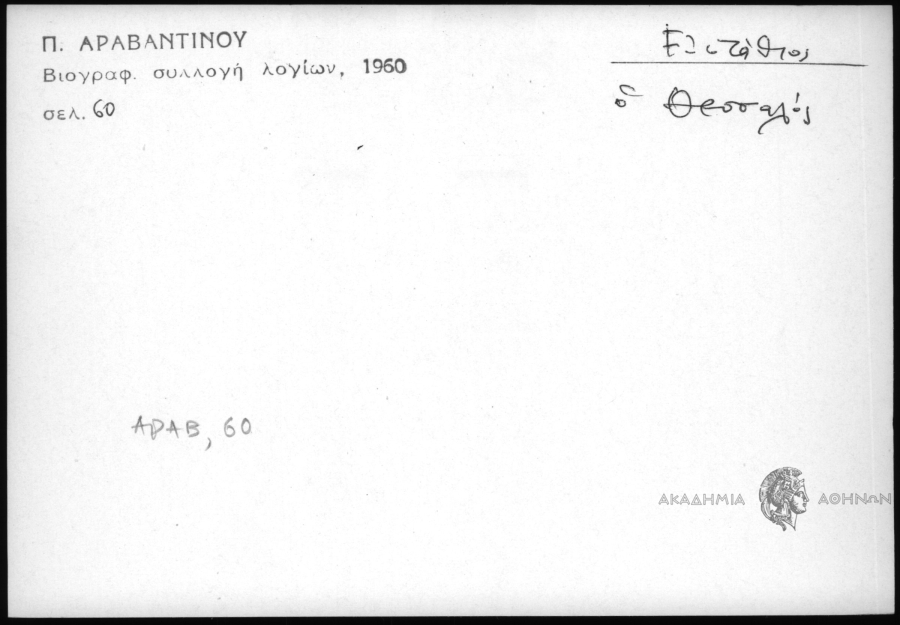 Π. ΑΡΑΒΑΝΤΙΝΟΥ
Βιογραφ. συλλογή λογίων, 1960
σελ. 60
Εὐστάθιος
ὁ Θεσσαλός
ΑΡΑΒ, 60
ΑΚΑΔΗΜΙΑ ΑΘΗΝΩΝ